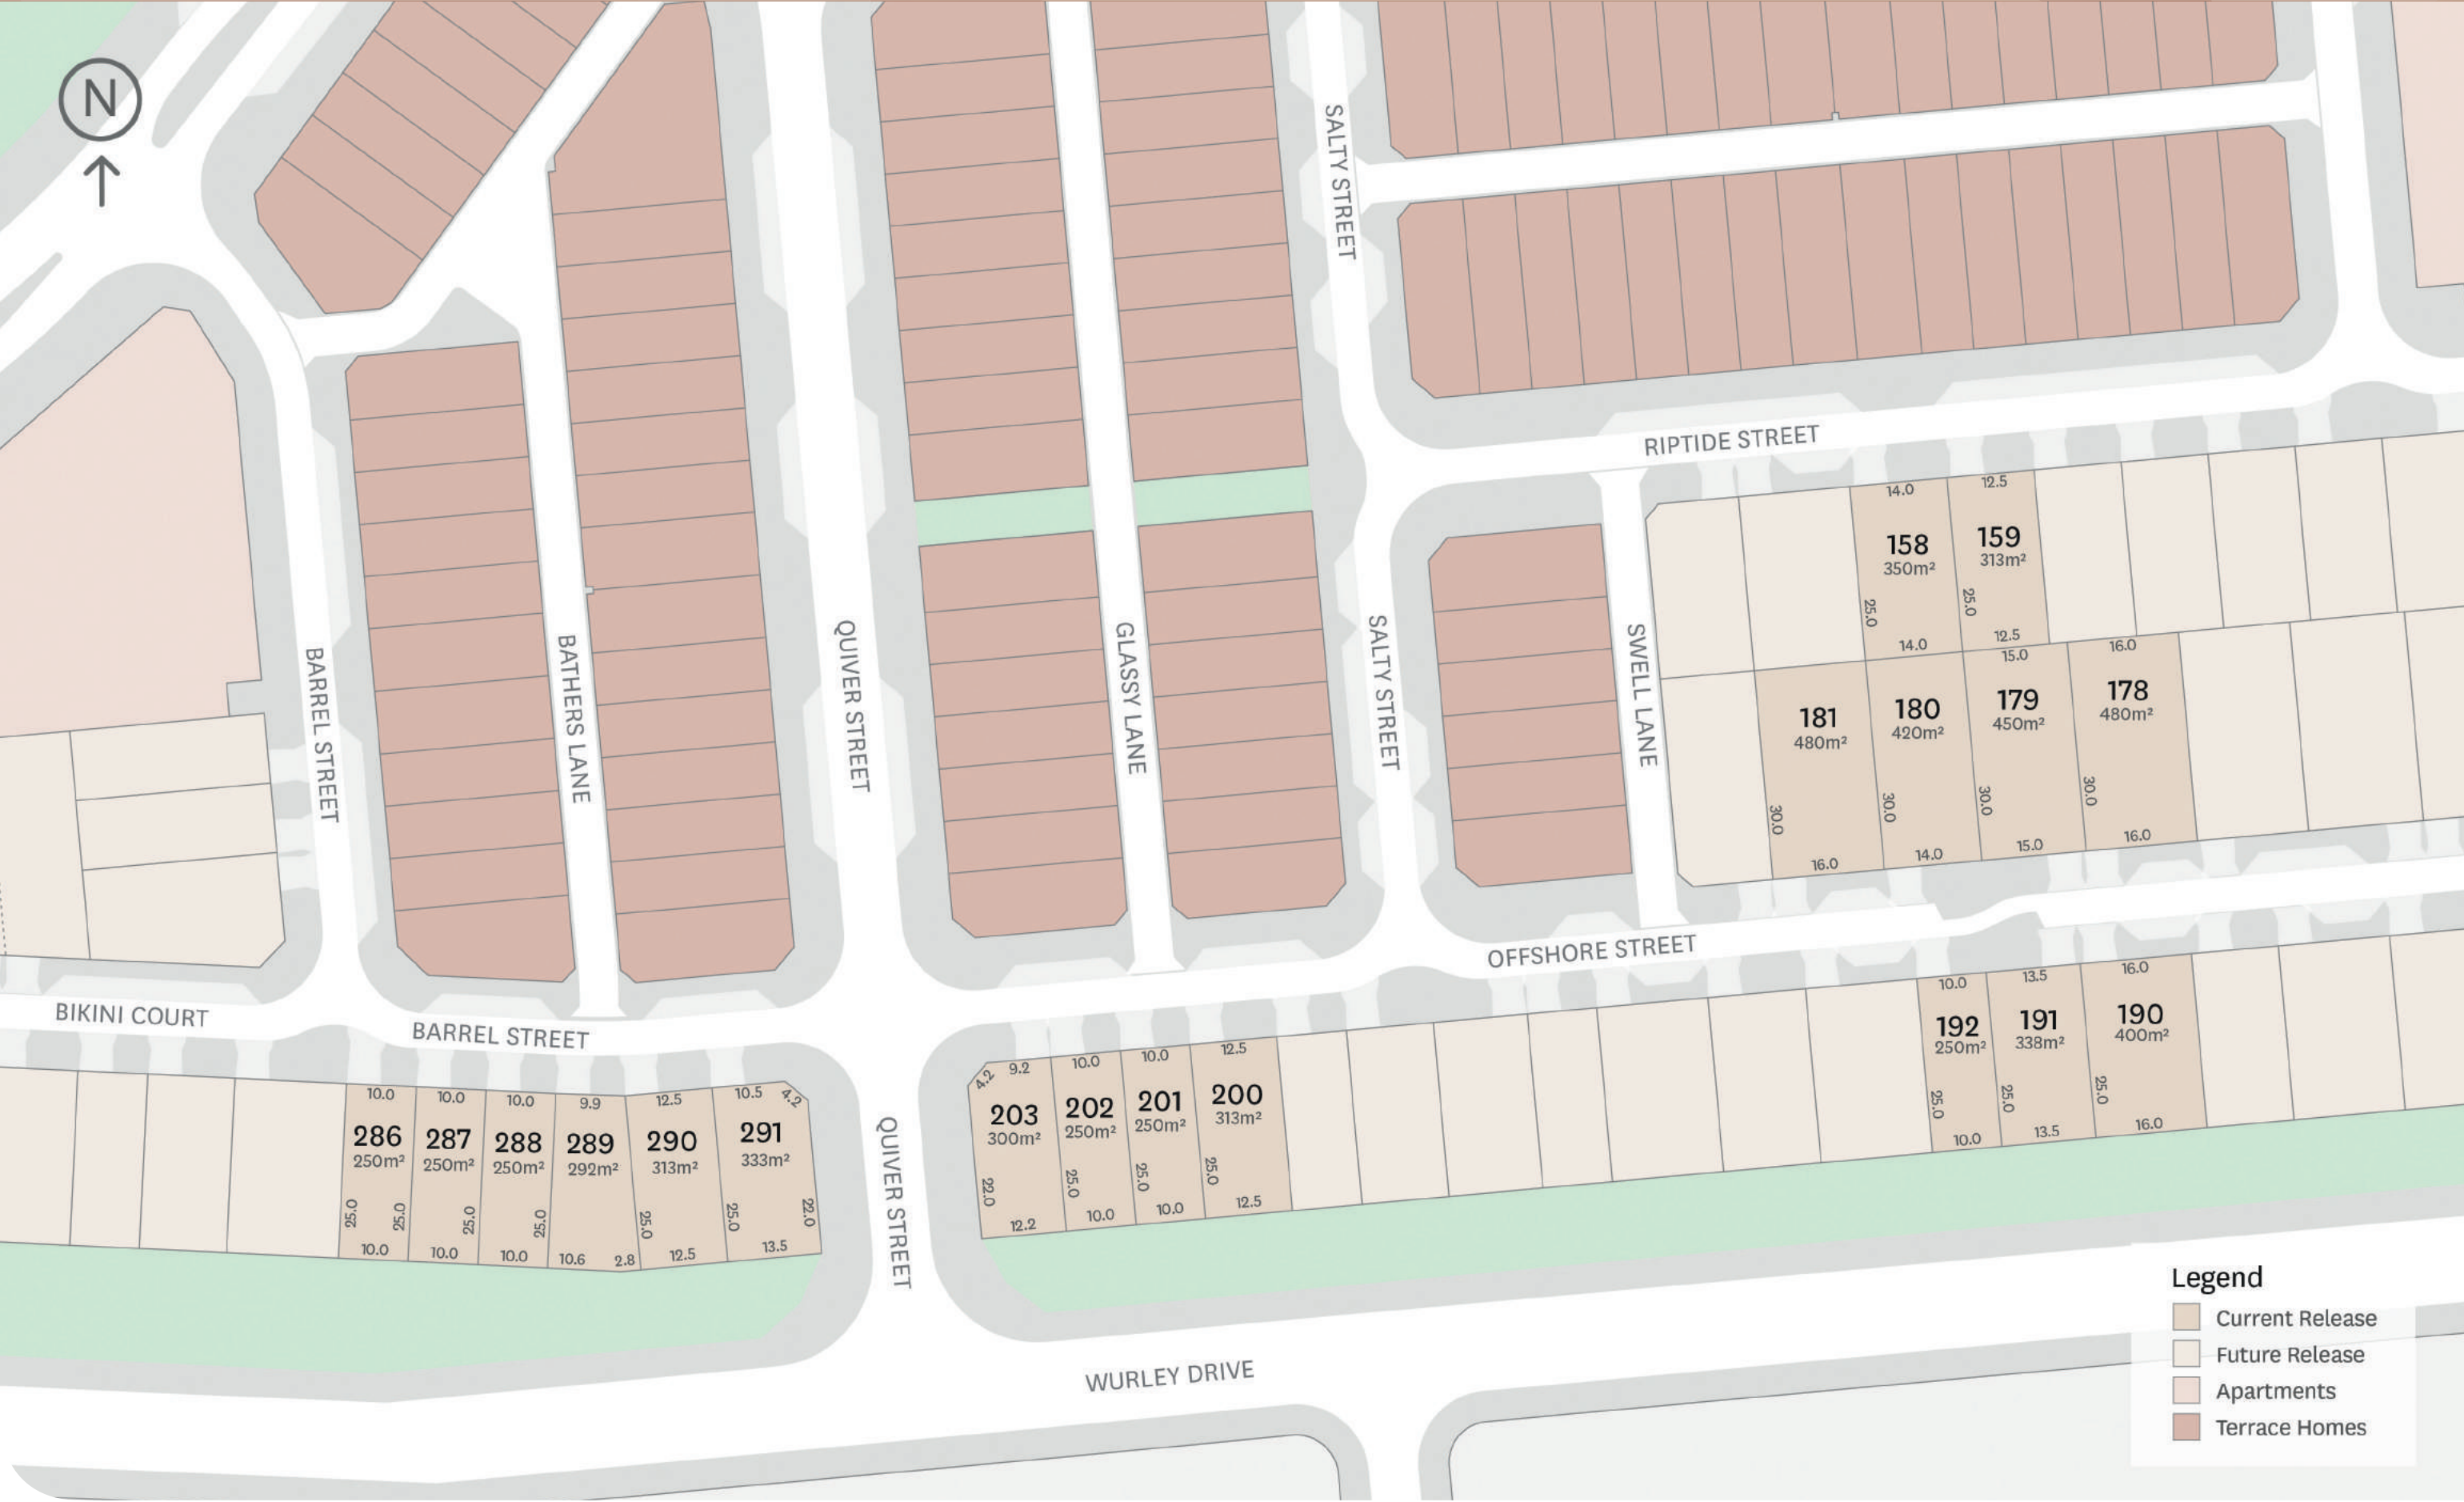 N
SALTY STREET
RIPTIDE STREET
14.0
12.5
158
350m²
159
313m²
25.0
25.0
14.0
12.5
BARREL STREET
BATHERS LANE
QUIVER STREET
GLASSY LANE
SALTY STREET
SWELL LANE
15.0
16.0
181
480m²
180
420m²
179
450m²
178
480m²
30.0
30.0
30.0
30.0
16.0
14.0
15.0
16.0
OFFSHORE STREET
BIKINI COURT
BARREL STREET
10.0
13.5
16.0
192
250m²
191
338m²
190
400m²
25.0
25.0
25.0
10.0
13.5
16.0
10.0
10.0
10.0
9.9
12.5
10.5
4.2
286
250m²
287
250m²
288
250m²
289
292m²
290
313m²
291
333m²
25.0
25.0
25.0
25.0
25.0
25.0
22.0
10.0
10.0
10.0
10.6
2.8
12.5
13.5
QUIVER STREET
4.2
9.2
10.0
10.0
12.5
203
300m²
202
250m²
201
250m²
200
313m²
22.0
25.0
25.0
25.0
12.2
10.0
10.0
12.5
WURLEY DRIVE
Legend
Current Release
Future Release
Apartments
Terrace Homes